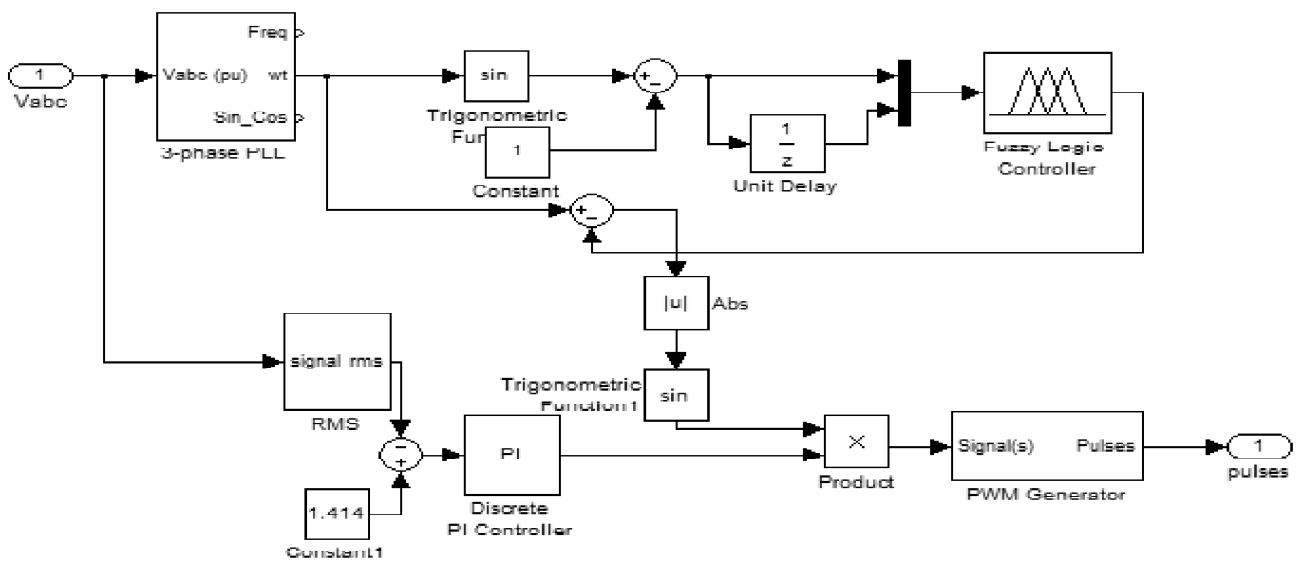 Freq
1
Vabc (pu)
wt
sin
Vabc
Sin_Cos
Trigonometric
3-phase PLL
1
1
z
Fuzzy Logic
Controller
Constant
Unit Delay
|u|
Abs
signal rms
Trigonometric
Function1
sin
RMS
PI
×
Signal(s)
Pulses
1
Product
pulses
PWM Generator
1.414
Discrete
PI Controller
Constant1